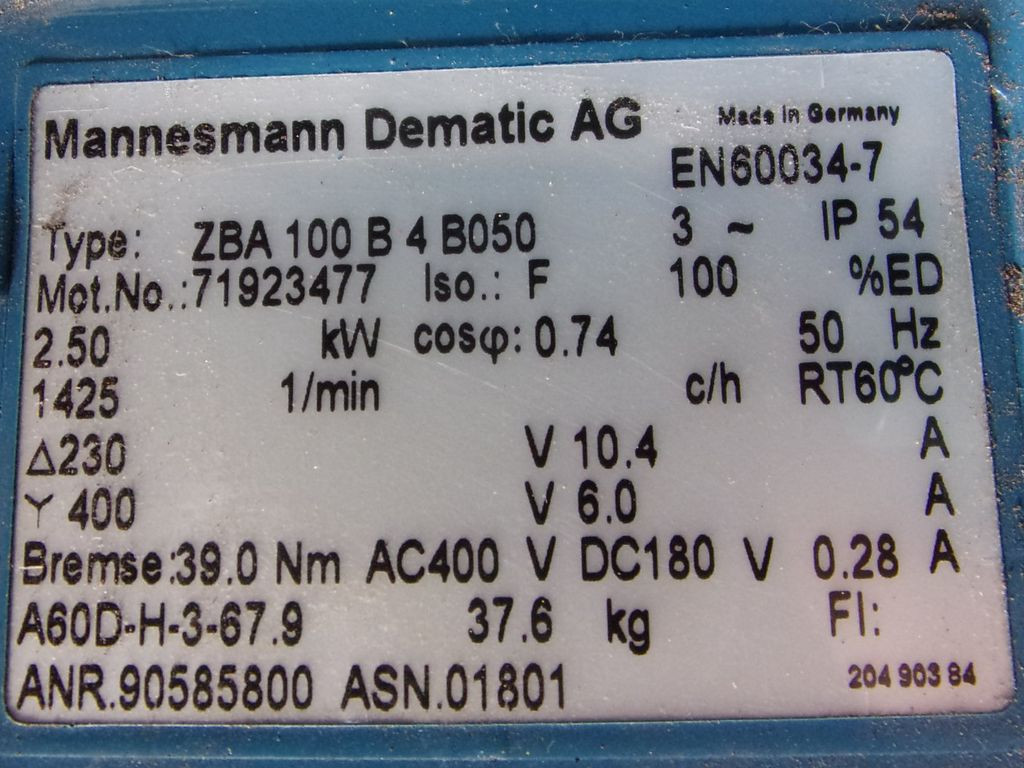 Mannesmann Dematic AG Made in Germany
EN60034-7
Type: ZBA 100 B 4 B050 3 ~ IP 54
Mot.No.:71923477 Iso.: F 100 %ED
2.50 kW cosφ: 0.74 50 Hz
1425 1/min c/h RT60°C
Δ230 V 10.4 A
Y 400 V 6.0 A
Bremse:39.0 Nm AC400 V DC180 V 0.28 A
A60D-H-3-67.9 37.6 kg FI:
ANR.90585800 ASN.01801 204 903 84